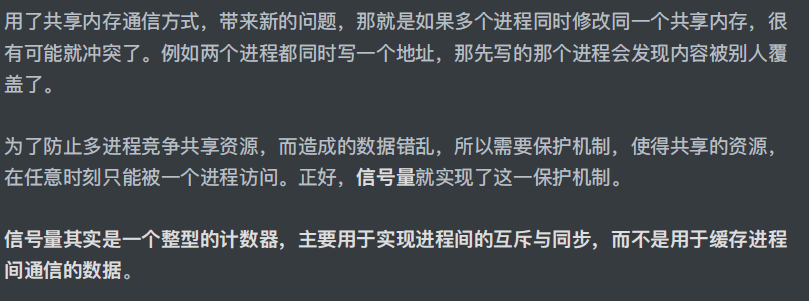 用了共享内存通信方式，带来新的问题，那就是如果多个进程同时修改同一个共享内存，很
有可能就冲突了。例如两个进程都同时写一个地址，那先写的那个进程会发现内容被别人覆
盖了。
为了防止多进程竞争共享资源，而造成的数据错乱，所以需要保护机制，使得共享的资源，
在任意时刻只能被一个进程访问。正好，信号量就实现了这一保护机制。
信号量其实是一个整型的计数器，主要用于实现进程间的互斥与同步，而不是用于缓存进程
间通信的数据。